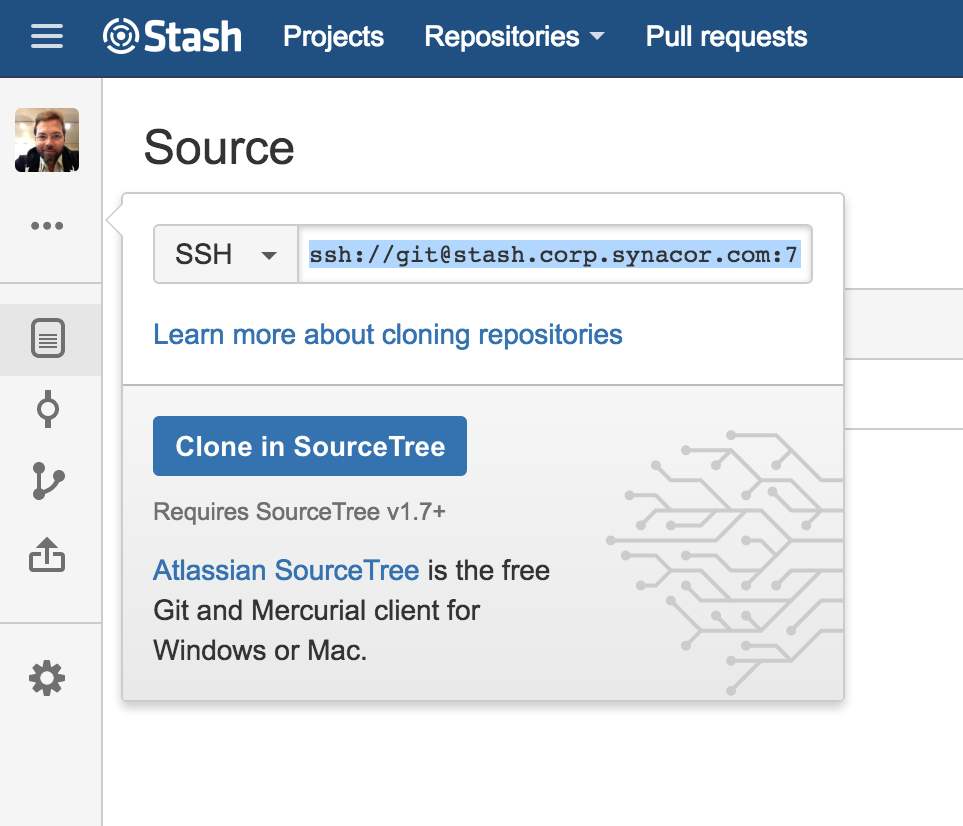 Stash Projects Repositories Pull requests
Source
SSH ssh://git@stash.corp.synacor.com:7
Learn more about cloning repositories
Clone in SourceTree
Requires SourceTree v1.7+
Atlassian SourceTree is the free
Git and Mercurial client for
Windows or Mac.